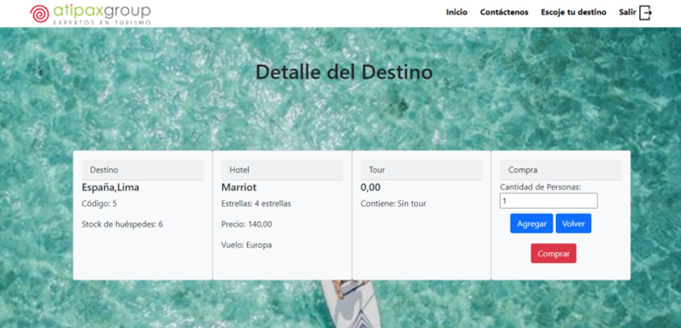 atipaxgroup
EXPERTOS EN TURISMO
Inicio
Contáctenos
Escoje tu destino
Salir
Detalle del Destino
Destino
España,Lima
Código: 5
Stock de huéspedes: 6
Hotel
Marriot
Estrellas: 4 estrellas
Precio: 140,00
Vuelo: Europa
Tour
0,00
Contiene: Sin tour
Compra
Cantidad de Personas:
1
Agregar
Volver
Comprar